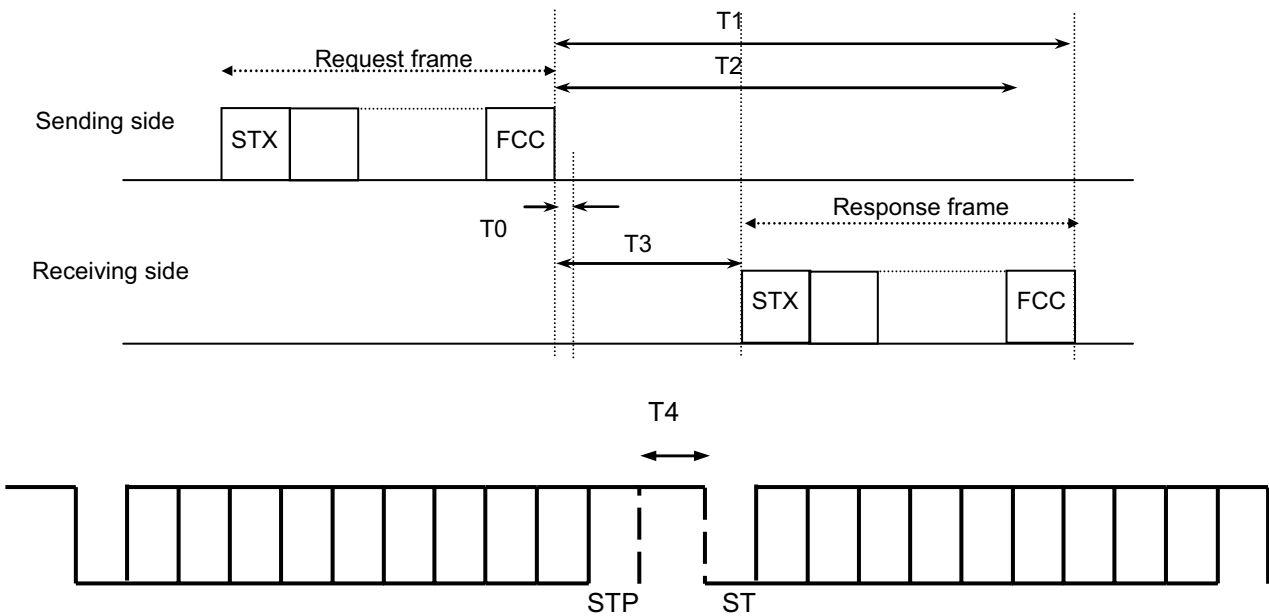 T1
Request frame
T2
Sending side
STX
FCC
T0
Response frame
T3
Receiving side
STX
FCC
T4
STP
ST